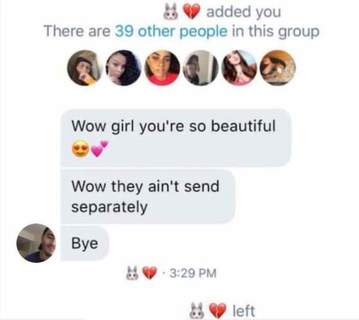 🐰💔 added you
There are 39 other people in this group
Wow girl you're so beautiful
😍💕
Wow they ain't send
separately
Bye
🐰💔 · 3:29 PM
🐰💔 left